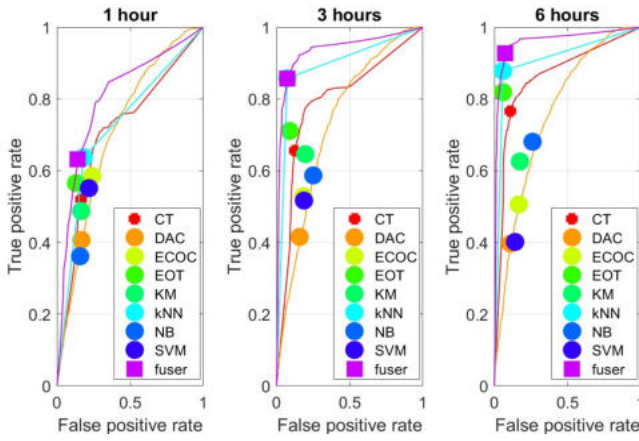 1 hour
3 hours
6 hours
True positive rate
1
0.8
0.6
0.4
0.2
0
0
0.5
1
False positive rate
CT
DAC
ECOC
EOT
KM
kNN
NB
SVM
fuser
True positive rate
1
0.8
0.6
0.4
0.2
0
0
0.5
1
False positive rate
CT
DAC
ECOC
EOT
KM
kNN
NB
SVM
fuser
True positive rate
1
0.8
0.6
0.4
0.2
0
0
0.5
1
False positive rate
CT
DAC
ECOC
EOT
KM
kNN
NB
SVM
fuser